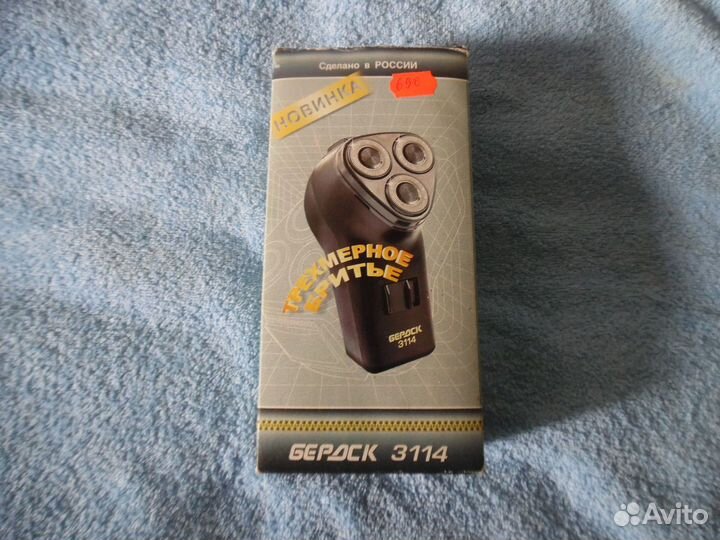 Сделано в РОССИИ
690
НОВИНКА
ТРЕХМЕРНОЕ
БРИТЬЕ
БЕРДСК
3114
БЕРДСК 3114
Avito